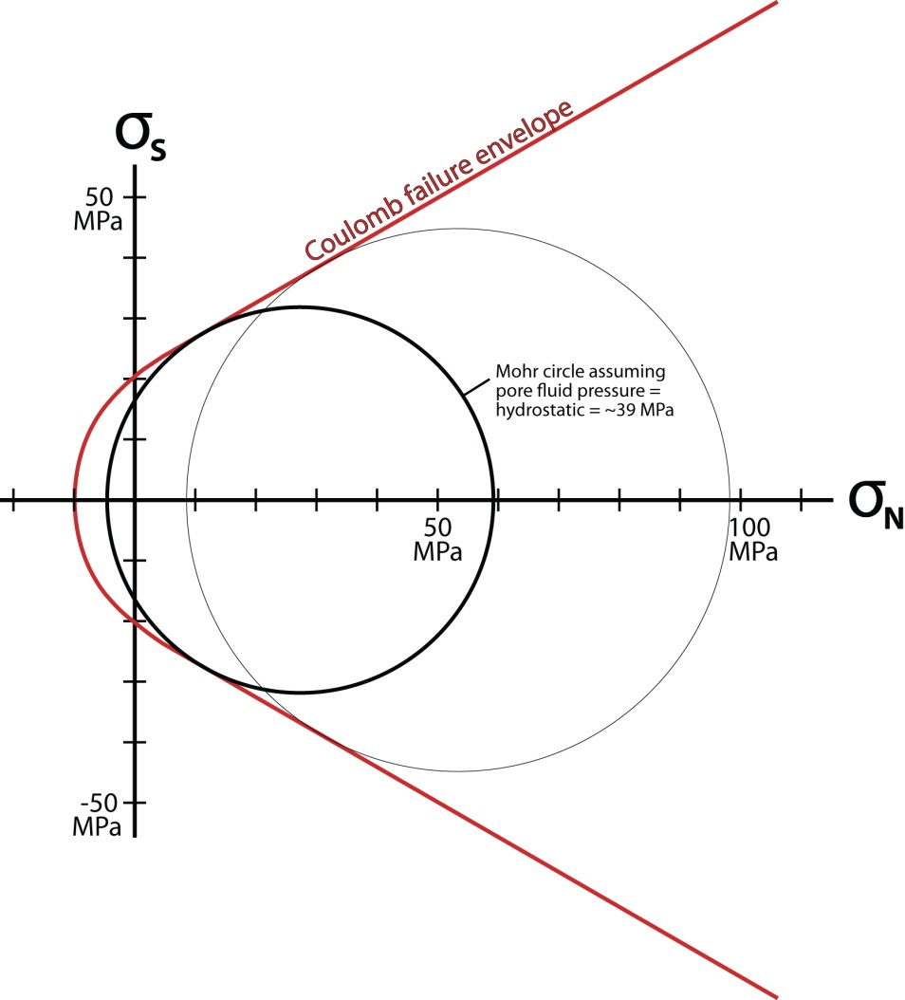 σS
50
MPa
Coulomb failure envelope
Mohr circle assuming
pore fluid pressure =
hydrostatic = ~39 MPa
σN
50
MPa
100
MPa
-50
MPa